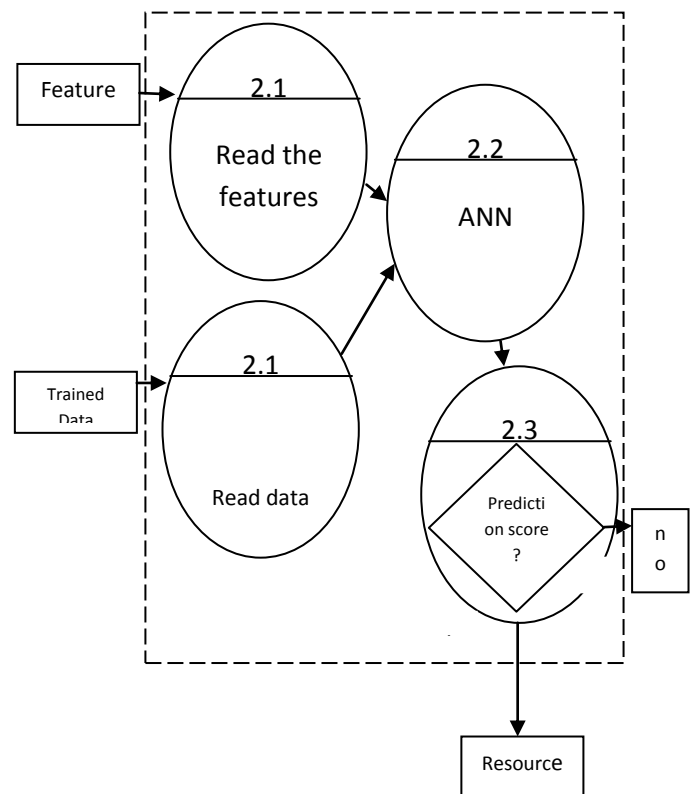 Feature
2.1
Read the
features
2.2
ANN
Trained
Data
2.1
Read data
2.3
Predicti
on score
?
n
o
Resource